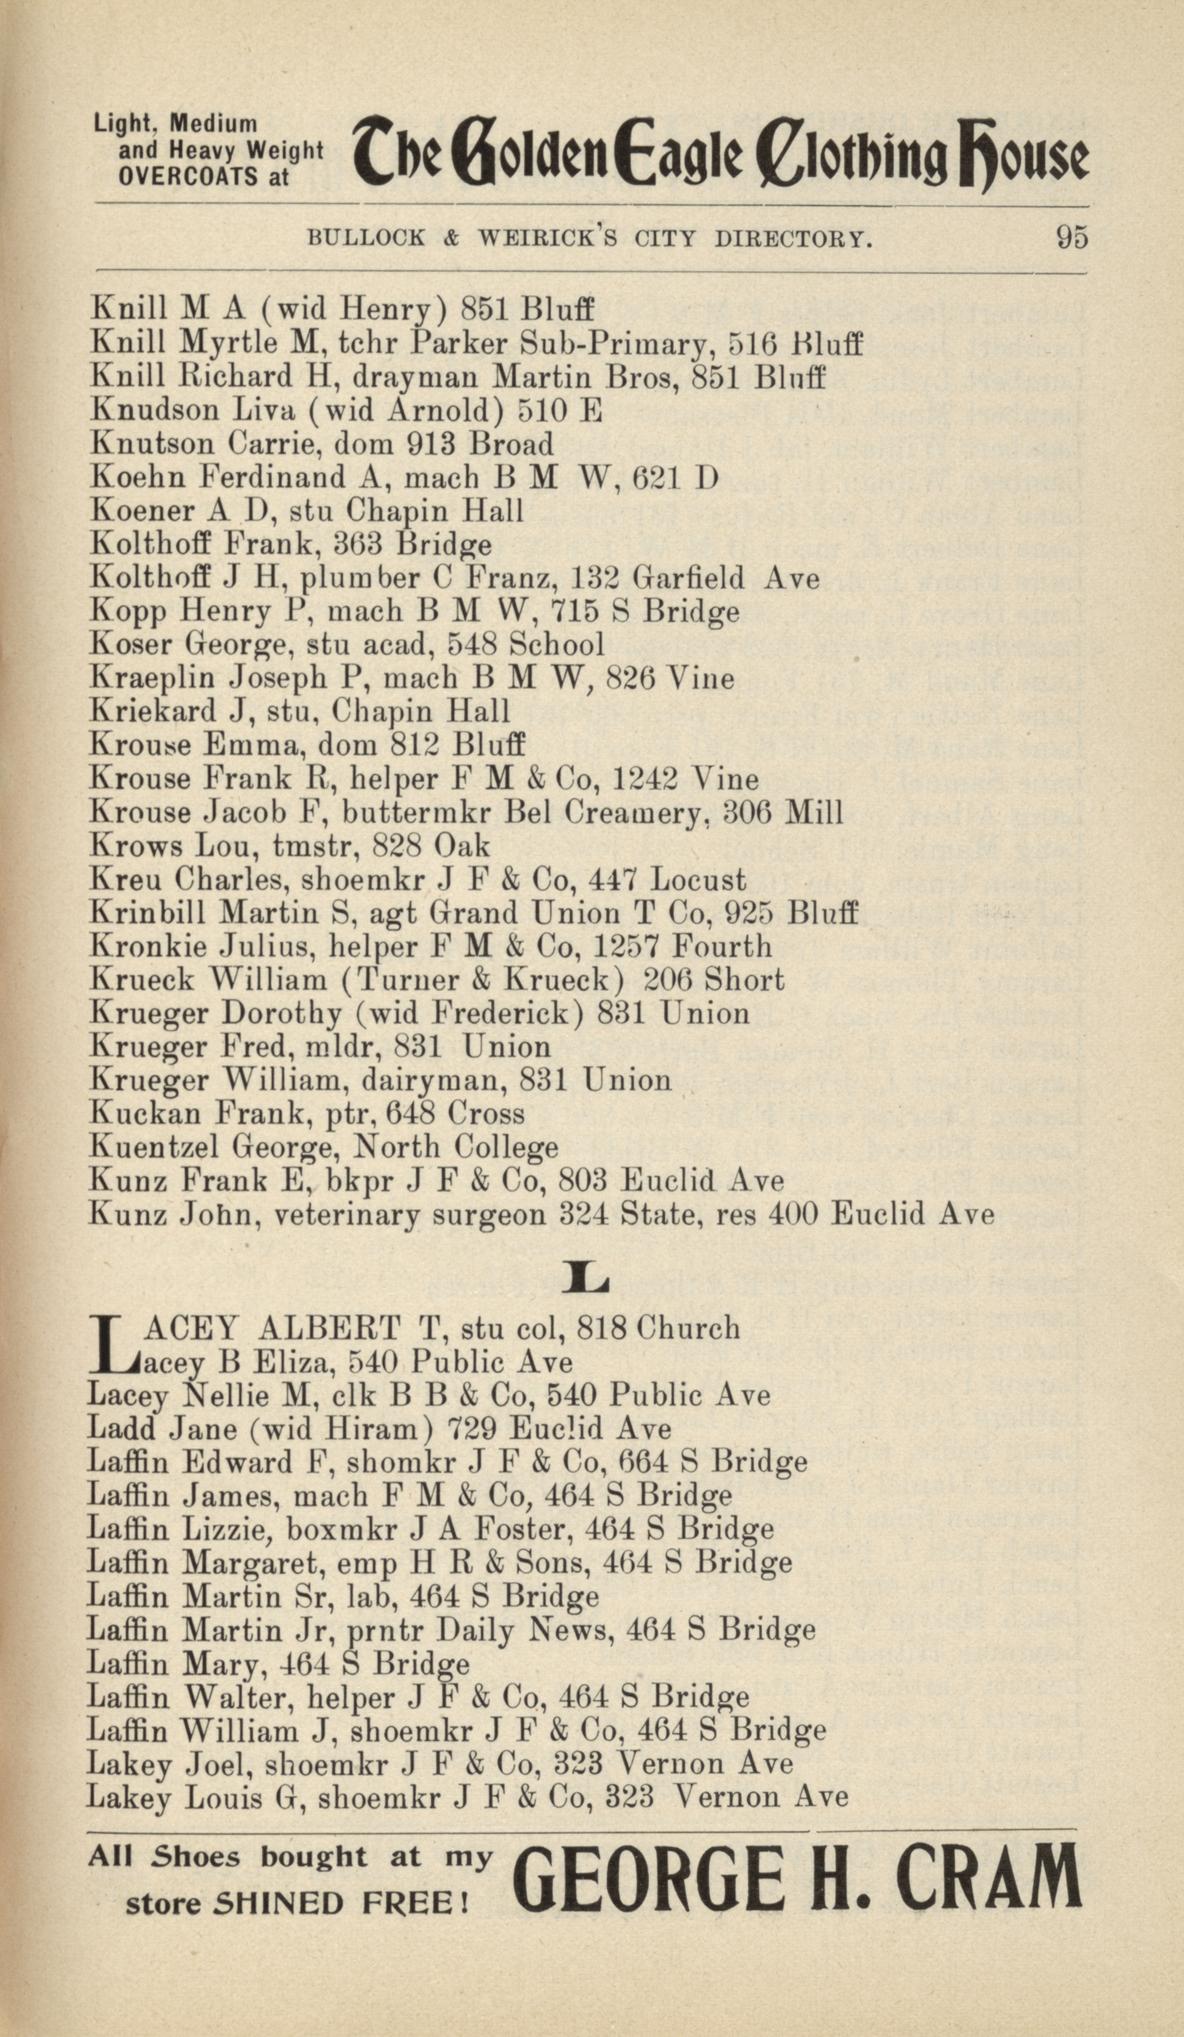 Light, Medium
and Heavy Weight
OVERCOATS at
The Golden Eagle Clothing House
BULLOCK & WEIRICK'S CITY DIRECTORY. 95
Knill M A (wid Henry) 851 Bluff
Knill Myrtle M, tchr Parker Sub-Primary, 516 Bluff
Knill Richard H, drayman Martin Bros, 851 Bluff
Knudson Liva (wid Arnold) 510 E
Knutson Carrie, dom 913 Broad
Koehn Ferdinand A, mach B M W, 621 D
Koener A D, stu Chapin Hall
Kolthoff Frank, 363 Bridge
Kolthoff J H, plumber C Franz, 132 Garfield Ave
Kopp Henry P, mach B M W, 715 S Bridge
Koser George, stu acad, 548 School
Kraeplin Joseph P, mach B M W, 826 Vine
Kriekard J, stu, Chapin Hall
Krouse Emma, dom 812 Bluff
Krouse Frank R, helper F M & Co, 1242 Vine
Krouse Jacob F, buttermkr Bel Creamery, 306 Mill
Krows Lou, tmstr, 828 Oak
Kreu Charles, shoemkr J F & Co, 447 Locust
Krinbill Martin S, agt Grand Union T Co, 925 Bluff
Kronkie Julius, helper F M & Co, 1257 Fourth
Krueck William (Turner & Krueck) 206 Short
Krueger Dorothy (wid Frederick) 831 Union
Krueger Fred, mldr, 831 Union
Krueger William, dairyman, 831 Union
Kuckan Frank, ptr, 648 Cross
Kuentzel George, North College
Kunz Frank E, bkpr J F & Co, 803 Euclid Ave
Kunz John, veterinary surgeon 324 State, res 400 Euclid Ave
L
LACEY ALBERT T, stu col, 818 Church
Lacey B Eliza, 540 Public Ave
Lacey Nellie M, clk B B & Co, 540 Public Ave
Ladd Jane (wid Hiram) 729 Euclid Ave
Laffin Edward F, shomkr J F & Co, 664 S Bridge
Laffin James, mach F M & Co, 464 S Bridge
Laffin Lizzie, boxmkr J A Foster, 464 S Bridge
Laffin Margaret, emp H R & Sons, 464 S Bridge
Laffin Martin Sr, lab, 464 S Bridge
Laffin Martin Jr, prntr Daily News, 464 S Bridge
Laffin Mary, 464 S Bridge
Laffin Walter, helper J F & Co, 464 S Bridge
Laffin William J, shoemkr J F & Co, 464 S Bridge
Lakey Joel, shoemkr J F & Co, 323 Vernon Ave
Lakey Louis G, shoemkr J F & Co, 323 Vernon Ave
All Shoes bought at my
store SHINED FREE!
GEORGE H. CRAM